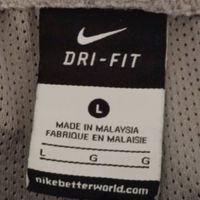 DRI-FIT
L
MADE IN MALAYSIA
FABRIQUE EN MALAISIE
L G G
nikebetterworld.com